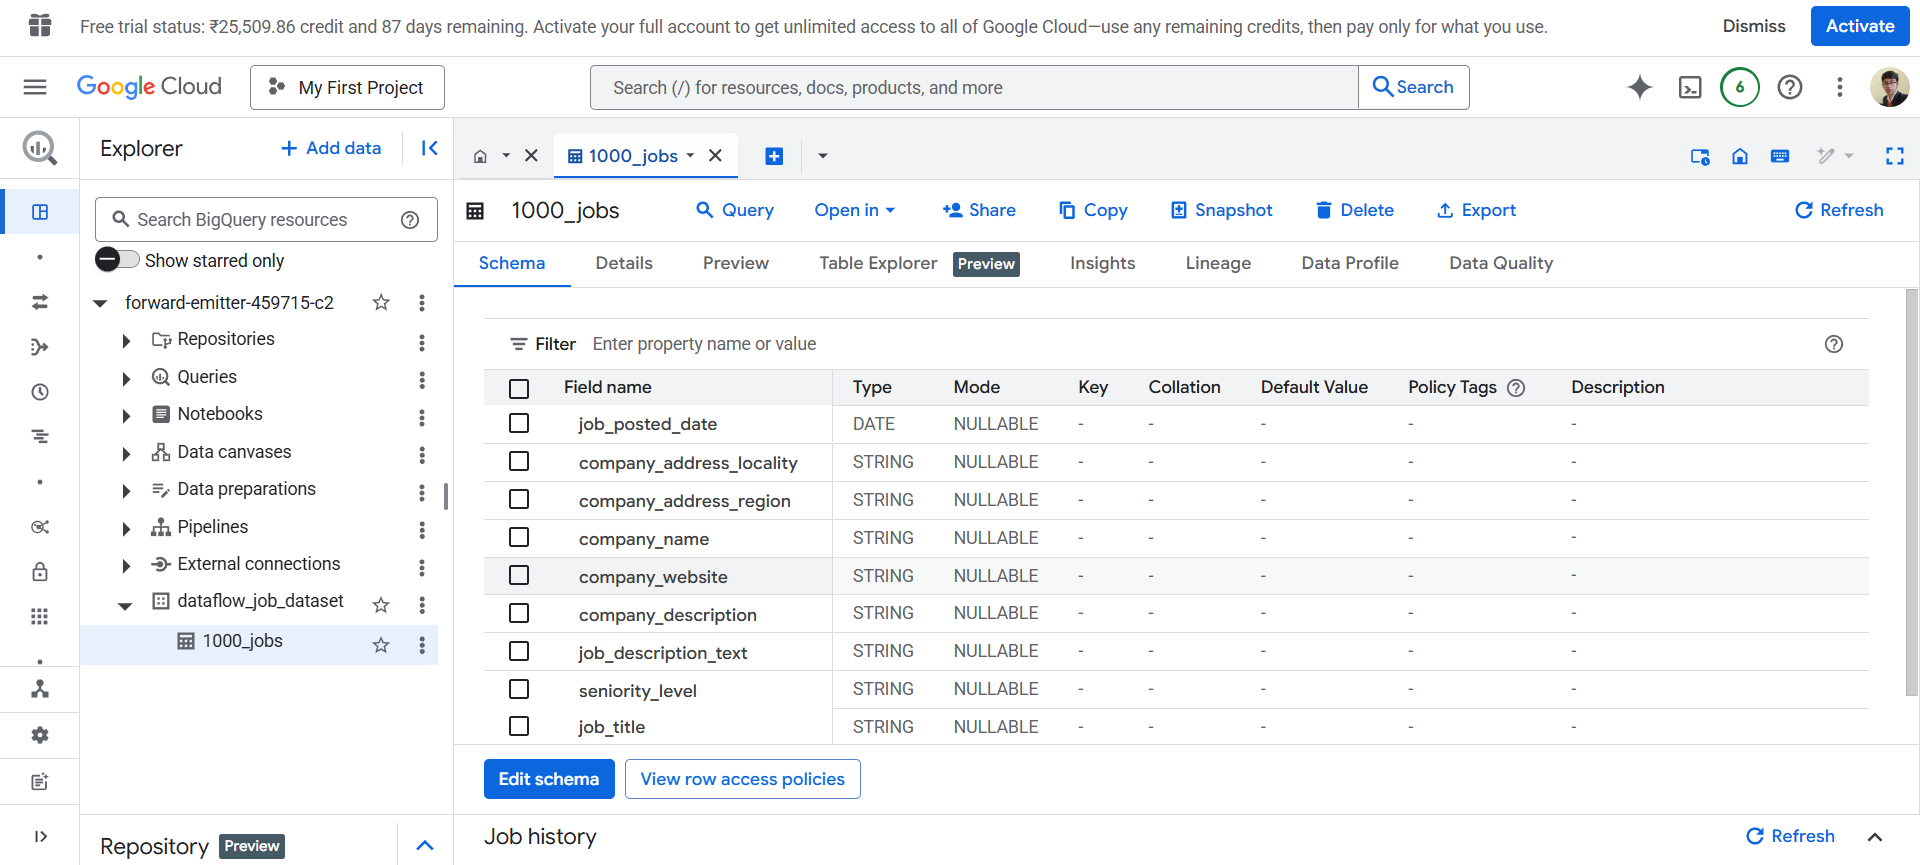 Free trial status: ₹25,509.86 credit and 87 days remaining. Activate your full account to get unlimited access to all of Google Cloud—use any remaining credits, then pay only for what you use.
Dismiss
Activate
Google Cloud
My First Project
Search (/) for resources, docs, products, and more
Search
6
Explorer
+ Add data
1000_jobs
Search BigQuery resources
Show starred only
forward-emitter-459715-c2
Repositories
Queries
Notebooks
Data canvases
Data preparations
Pipelines
External connections
dataflow_job_dataset
1000_jobs
Repository Preview
1000_jobs
Query
Open in
Share
Copy
Snapshot
Delete
Export
Refresh
Schema Details Preview Table Explorer Preview Insights Lineage Data Profile Data Quality
Filter Enter property name or value
Field name Type Mode Key Collation Default Value Policy Tags Description
job_posted_date DATE NULLABLE - - - - -
company_address_locality STRING NULLABLE - - - - -
company_address_region STRING NULLABLE - - - - -
company_name STRING NULLABLE - - - - -
company_website STRING NULLABLE - - - - -
company_description STRING NULLABLE - - - - -
job_description_text STRING NULLABLE - - - - -
seniority_level STRING NULLABLE - - - - -
job_title STRING NULLABLE - - - - -
Edit schema
View row access policies
Job history
Refresh